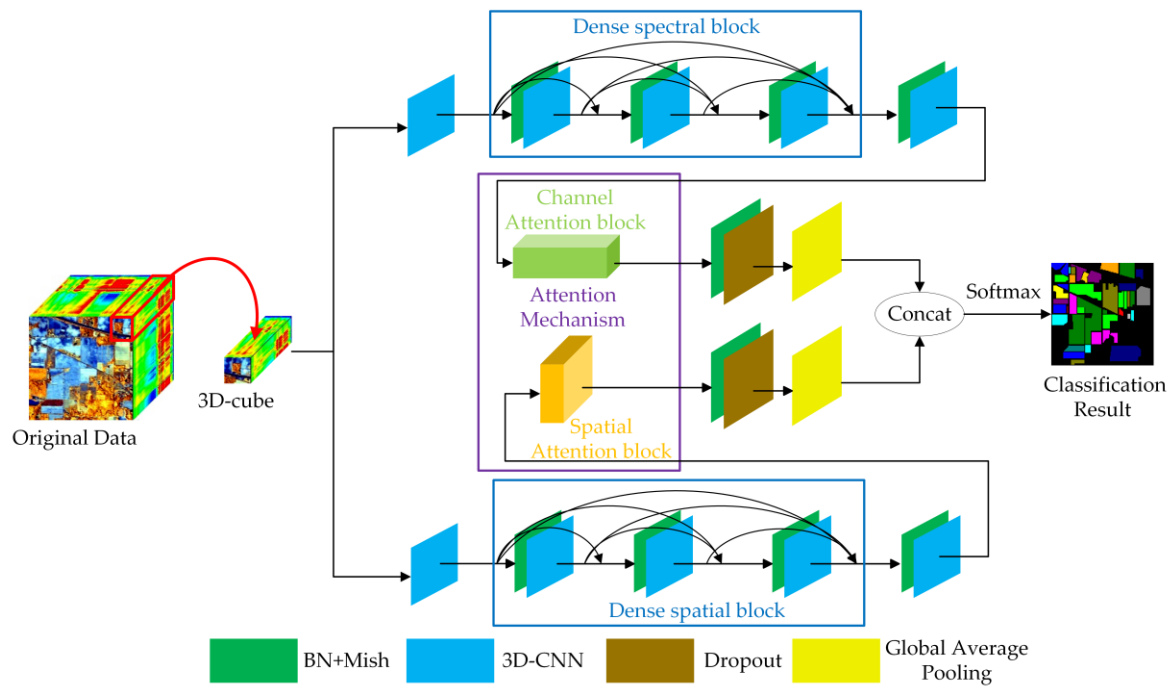 Dense spectral block
Channel
Attention block
Attention
Mechanism
Spatial
Attention block
Original Data
3D-cube
Concat
Softmax
Classification
Result
Dense spatial block
BN+Mish
3D-CNN
Dropout
Global Average
Pooling